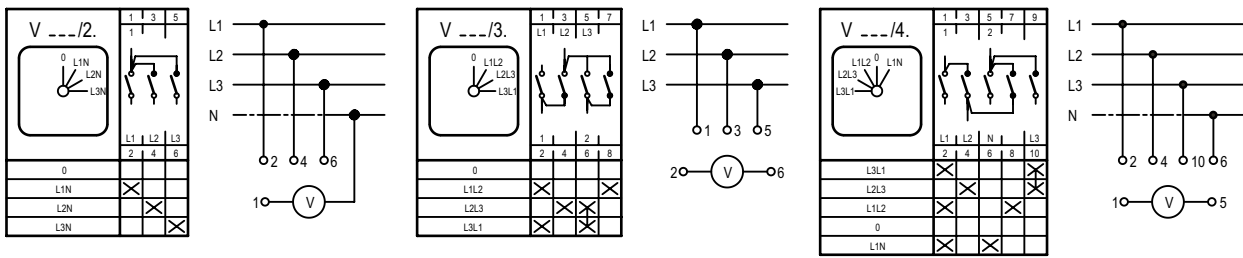 V ___/2.
1 3 5
1
0
L1N
L2N
L3N
L1 L2 L3
2 4 6
0
L1N
L2N
L3N
L1
L2
L3
N
2 4 6
1 V
V ___/3.
1 3 5 7
L1 L2 L3
0
L1L2
L2L3
L3L1
1 2
2 4 6 8
0
L1L2
L2L3
L3L1
L1
L2
L3
1 3 5
2 V 6
V ___/4.
1 3 5 7 9
1 2
0
L1L2 L1N
L2L3
L3L1
L1 L2 N L3
2 4 6 8 10
L3L1
L2L3
L1L2
0
L1N
L1
L2
L3
N
2 4 10 6
1 V 5